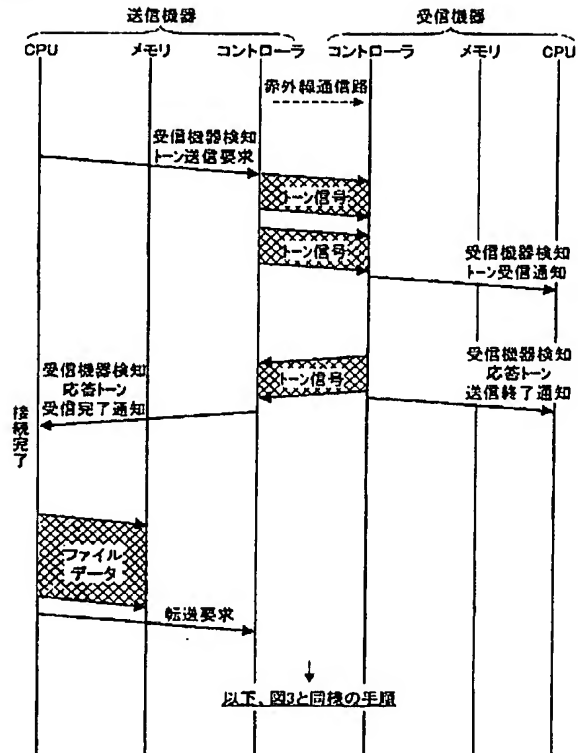 送信機器
受信機器
CPU
メモリ
コントローラ
コントローラ
メモリ
CPU
赤外線通信路
受信機器検知
トーン送信要求
トーン信号
トーン信号
受信機器検知
トーン受信通知
受信機器検知
応答トーン
受信完了通知
トーン信号
受信機器検知
応答トーン
送信終了通知
接続完了
ファイル
データ
転送要求
以下、図3と同様の手順